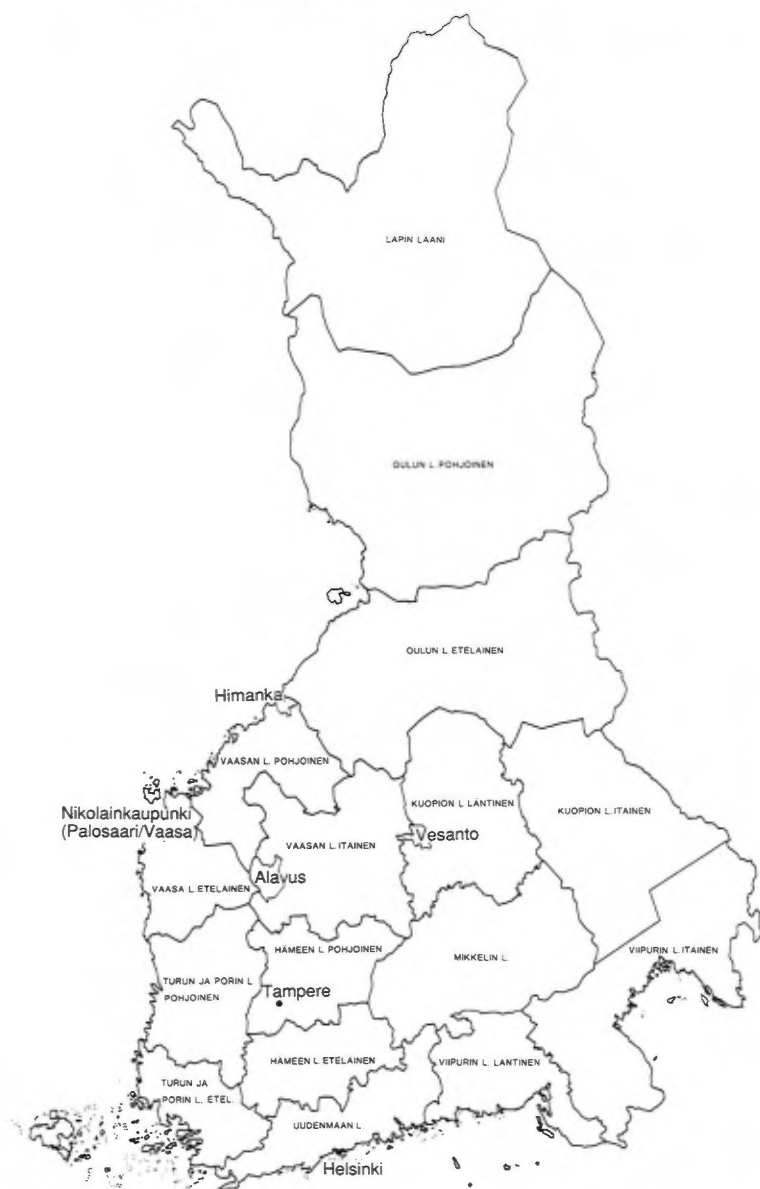 LAPIN LAANI
OULUN L. POHJOINEN
OULUN L. ETELAINEN
Himanka
VAASAN L. POHJOINEN
Nikolainkaupunki
(Palosaari/Vaasa)
KUOPION L. LÄNTINEN
KUOPION L. ITAINEN
Vesanto
VAASAN L. ITAINEN
Alavus
VAASA L. ETELAINEN
HÄMEEN L. POHJOINEN
MIKKELIN L.
VIIPURIN L. ITAINEN
TURUN JA PORIN L.
POHJOINEN
Tampere
HÄMEEN L. ETELAINEN
VIIPURIN L. LANTINEN
TURUN JA
PORIN L. ETEL.
UUDENMAAN L.
Helsinki